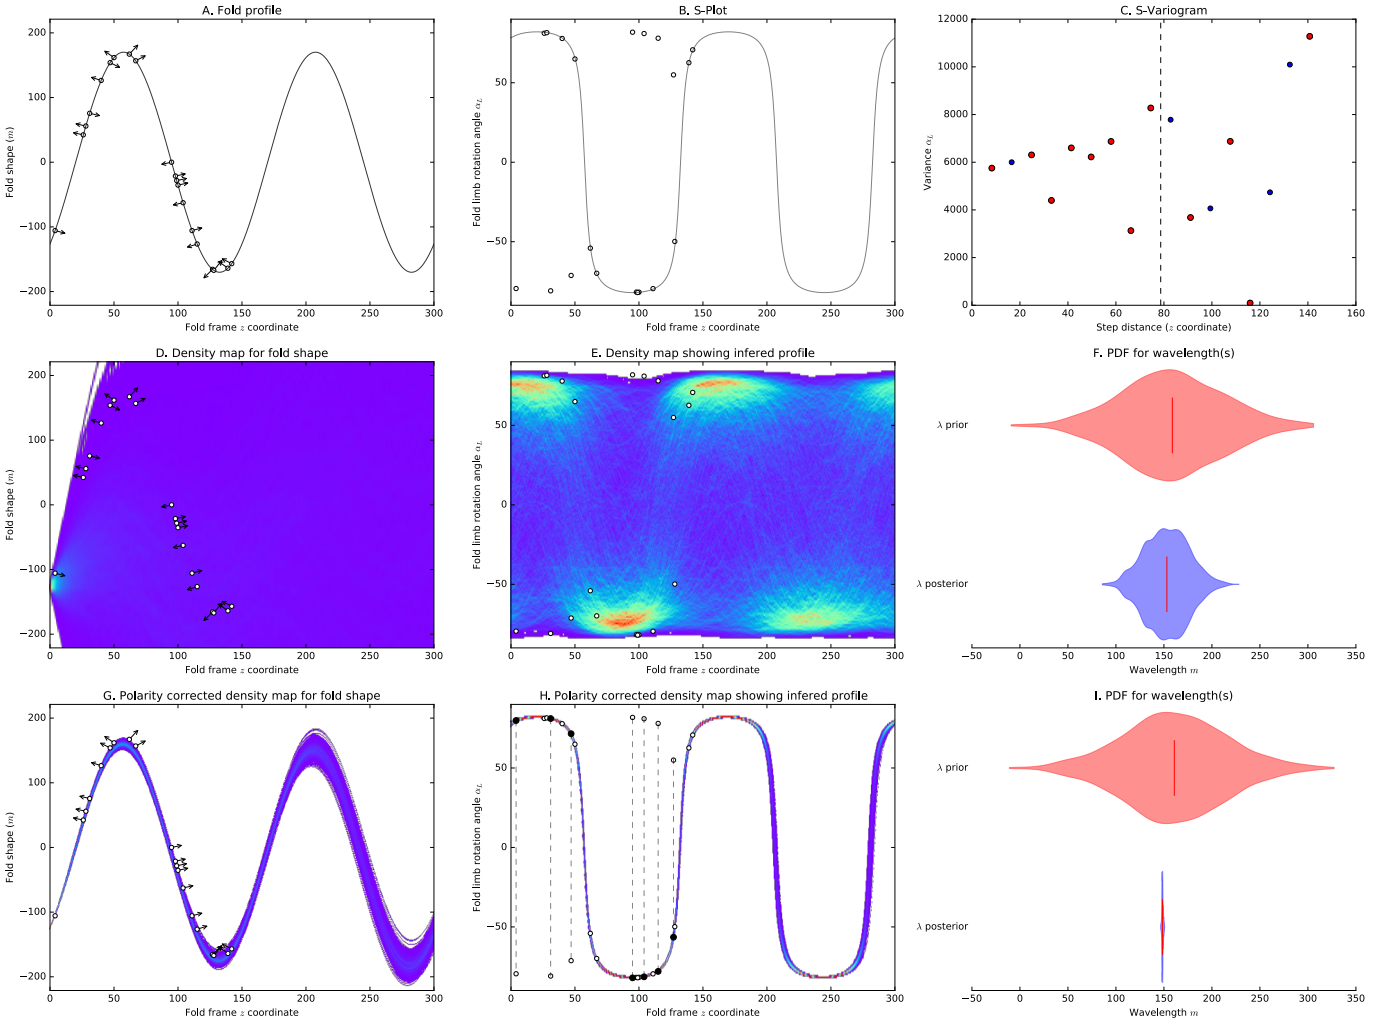 A. Fold profile
200
100
0
−100
−200
Fold shape (m)
0 50 100 150 200 250 300
Fold frame z coordinate
B. S-Plot
50
0
−50
Fold limb rotation angle α_L
0 50 100 150 200 250 300
Fold frame z coordinate
C. S-Variogram
12000
10000
8000
6000
4000
2000
0
Variance α_L
0 20 40 60 80 100 120 140 160
Step distance (z coordinate)
D. Density map for fold shape
200
100
0
−100
−200
Fold shape (m)
0 50 100 150 200 250 300
Fold frame z coordinate
E. Density map showing infered profile
50
0
−50
Fold limb rotation angle α_L
0 50 100 150 200 250 300
Fold frame z coordinate
F. PDF for wavelength(s)
λ prior
λ posterior
−50 0 50 100 150 200 250 300 350
Wavelength m
G. Polarity corrected density map for fold shape
200
100
0
−100
−200
Fold shape (m)
0 50 100 150 200 250 300
Fold frame z coordinate
H. Polarity corrected density map showing infered profile
50
0
−50
Fold limb rotation angle α_L
0 50 100 150 200 250 300
Fold frame z coordinate
I. PDF for wavelength(s)
λ prior
λ posterior
−50 0 50 100 150 200 250 300 350
Wavelength m